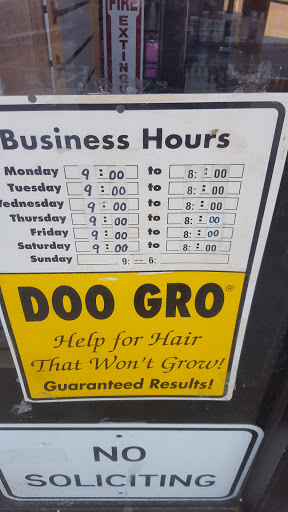 FIRE
EXTINGU
Business Hours
Monday 9:00 to 8:00
Tuesday 9:00 to 8:00
Wednesday 9:00 to 8:00
Thursday 9:00 to 8:00
Friday 9:00 to 8:00
Saturday 9:00 to 8:00
Sunday 9: — 6:
DOO GRO®
Help for Hair
That Won't Grow!
Guaranteed Results!
NO
SOLICITING